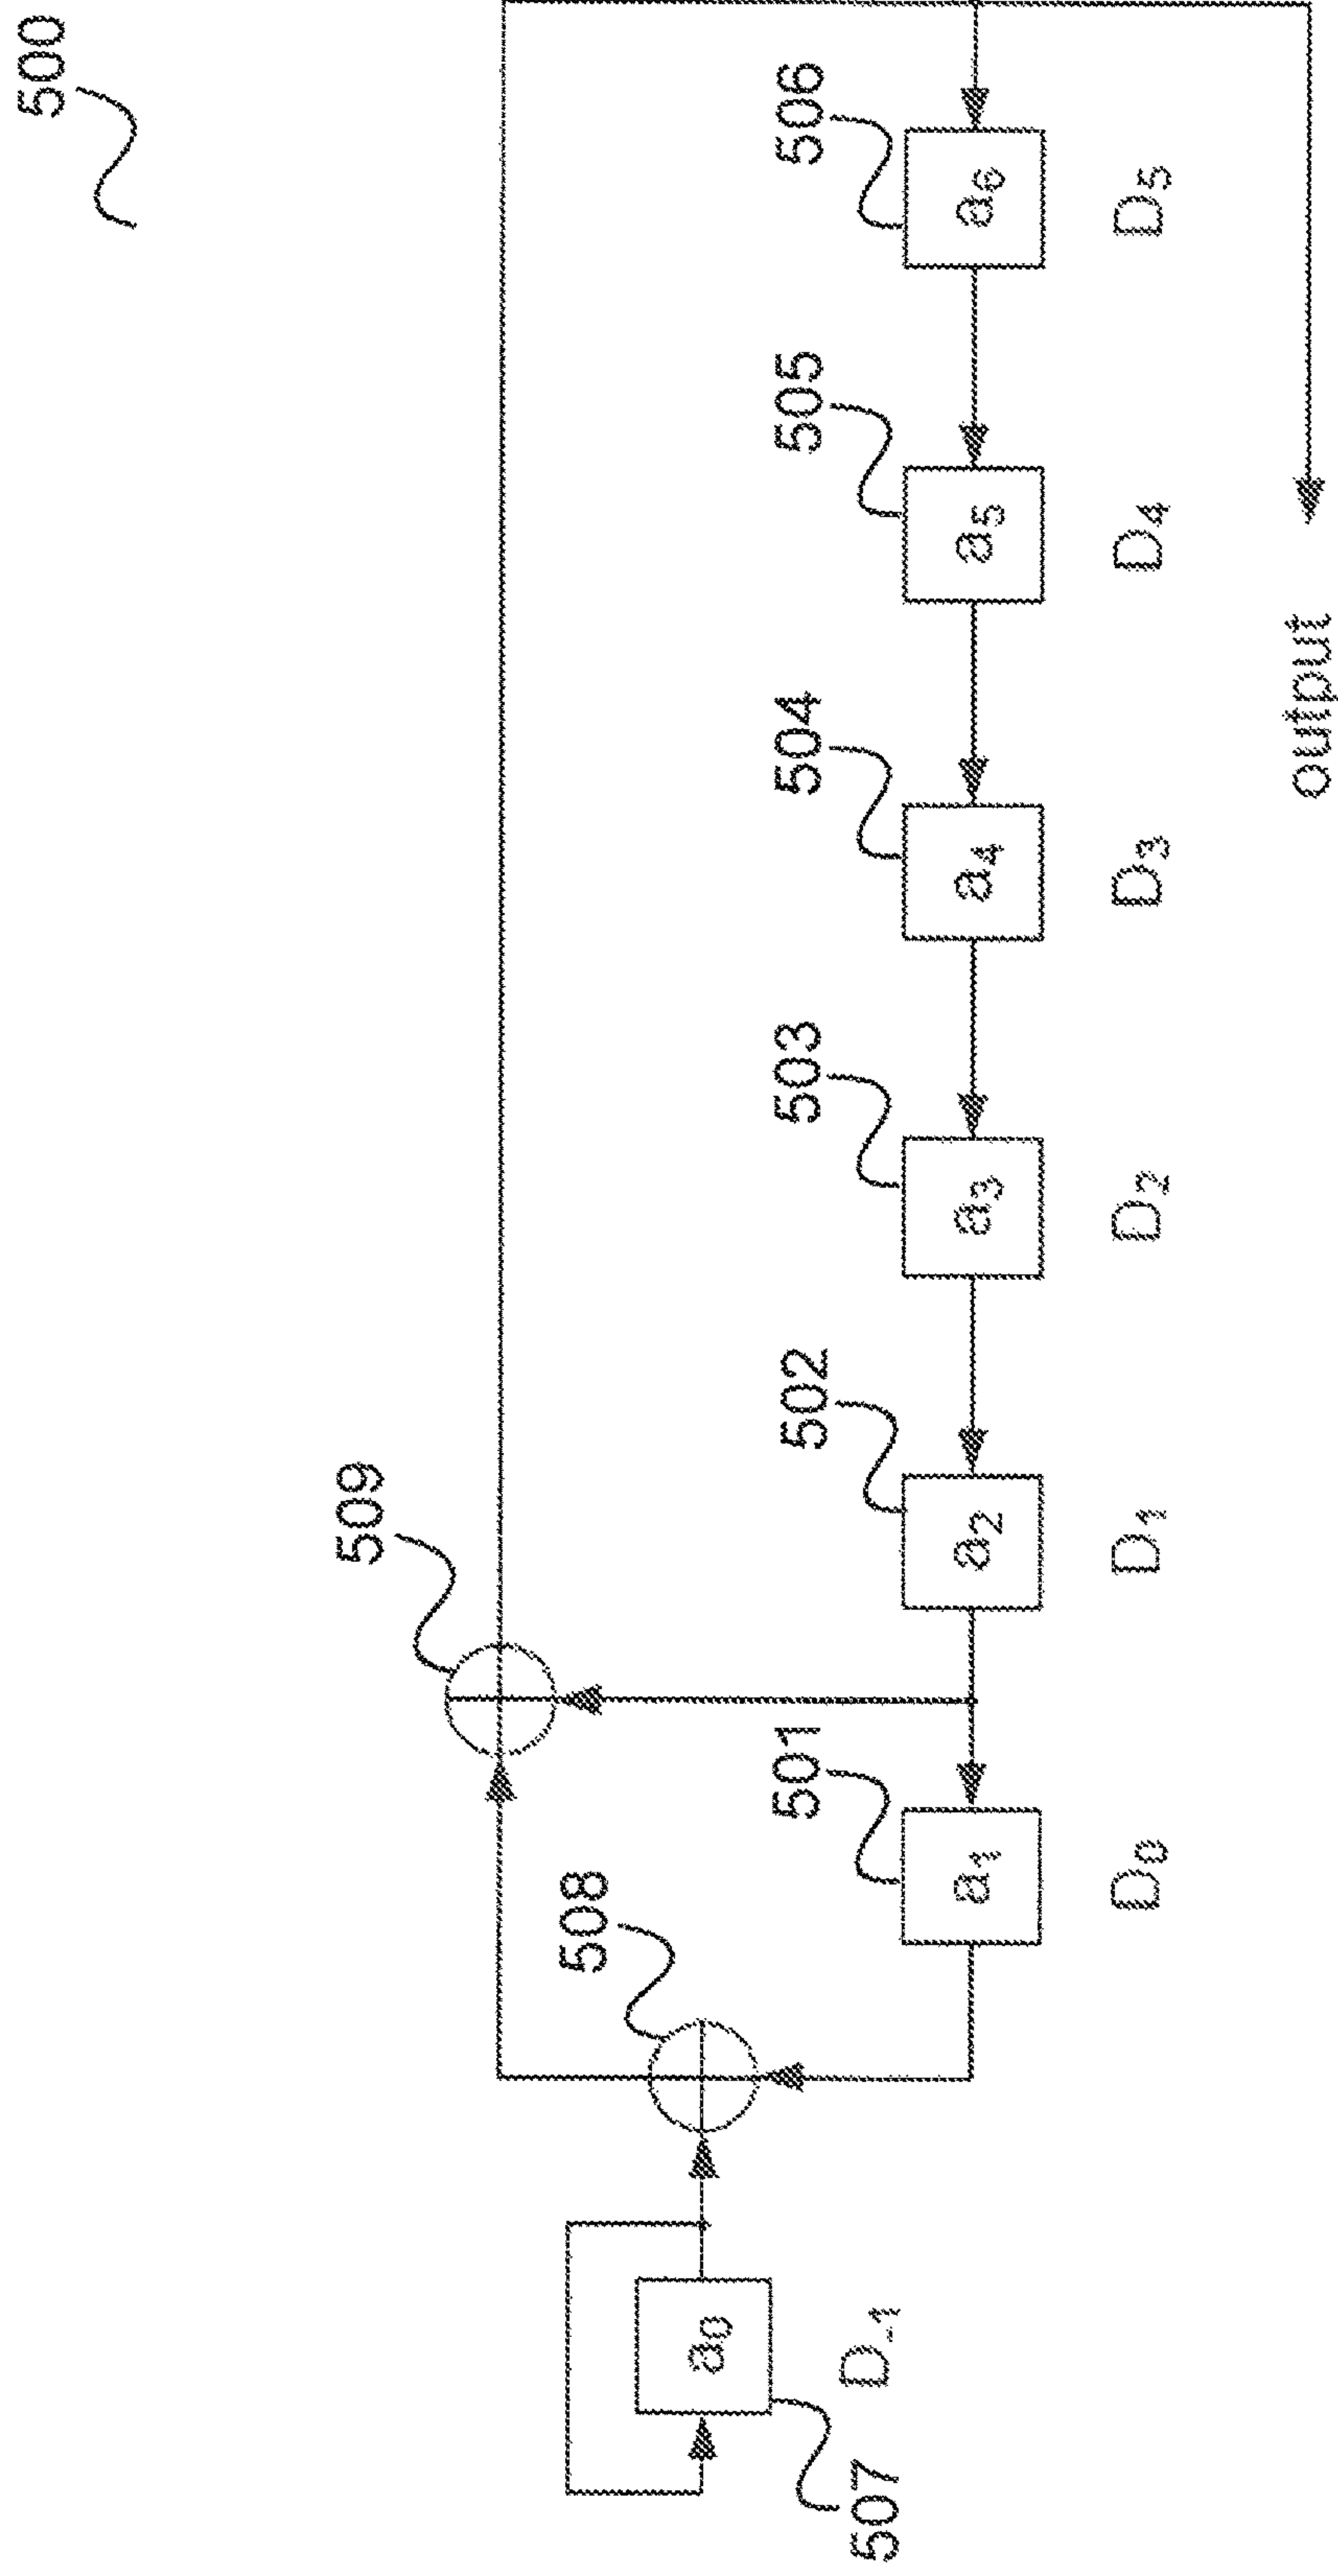 500
509
508
501
502
503
504
505
506
a₀
a₁
a₂
a₃
a₄
a₅
a₆
507
D₋₁
D₀
D₁
D₂
D₃
D₄
D₅
output